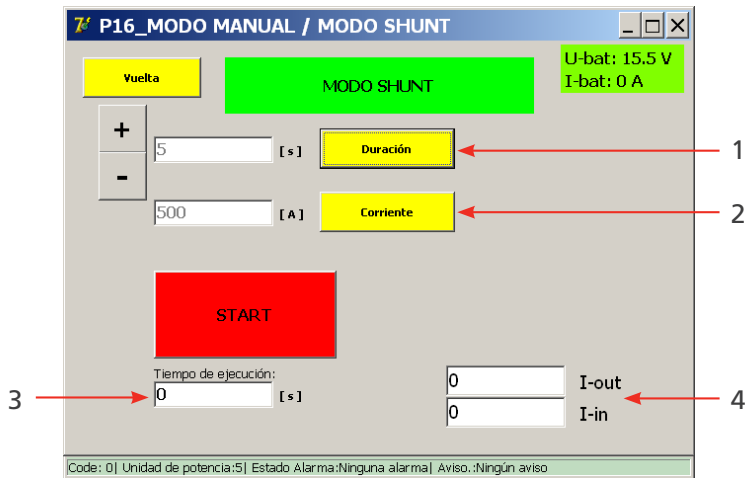 P16_MODO MANUAL / MODO SHUNT
Vuelta
MODO SHUNT
U-bat: 15.5 V
I-bat: 0 A
+
-
5 [s] Duración
1
500 [A] Corriente
2
START
Tiempo de ejecución:
3
0 [s]
0 I-out
0 I-in
4
Code: 0| Unidad de potencia:5| Estado Alarma:Ninguna alarma| Aviso.:Ningún aviso